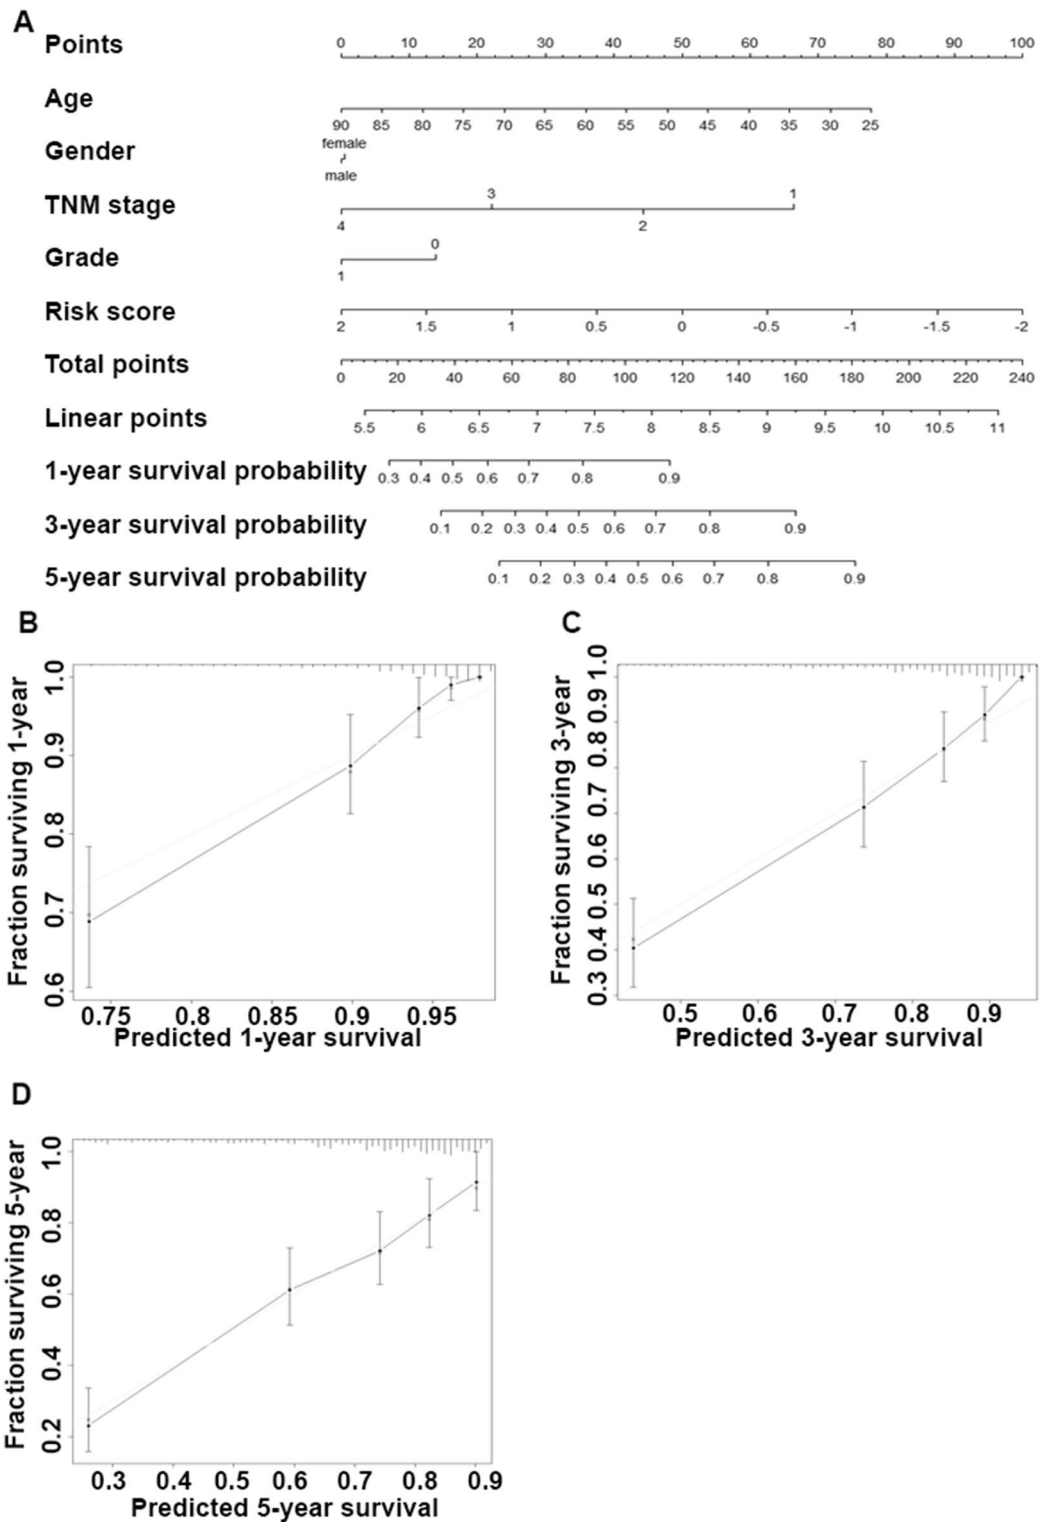 A
Points
0 10 20 30 40 50 60 70 80 90 100
Age
90 85 80 75 70 65 60 55 50 45 40 35 30 25
Gender
female
male
TNM stage
3 1
4 2
Grade
0
1
Risk score
2 1.5 1 0.5 0 -0.5 -1 -1.5 -2
Total points
0 20 40 60 80 100 120 140 160 180 200 220 240
Linear points
5.5 6 6.5 7 7.5 8 8.5 9 9.5 10 10.5 11
1-year survival probability
0.3 0.4 0.5 0.6 0.7 0.8 0.9
3-year survival probability
0.1 0.2 0.3 0.4 0.5 0.6 0.7 0.8 0.9
5-year survival probability
0.1 0.2 0.3 0.4 0.5 0.6 0.7 0.8 0.9
B
Fraction surviving 1-year
0.6 0.7 0.8 0.9 1.0
0.75 0.8 0.85 0.9 0.95
Predicted 1-year survival
C
Fraction surviving 3-year
0.3 0.4 0.5 0.6 0.7 0.8 0.9 1.0
0.5 0.6 0.7 0.8 0.9
Predicted 3-year survival
D
Fraction surviving 5-year
0.2 0.4 0.6 0.8 1.0
0.3 0.4 0.5 0.6 0.7 0.8 0.9
Predicted 5-year survival